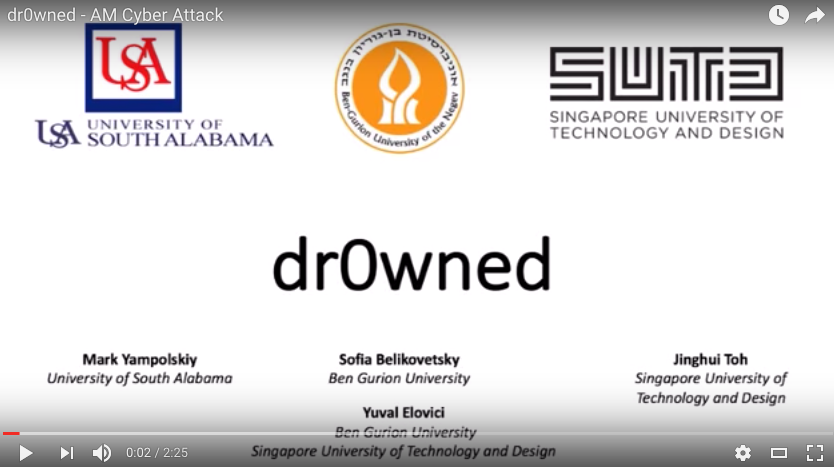 dr0wned - AM Cyber Attack
USA
USA UNIVERSITY OF
SOUTH ALABAMA
אוניברסיטת בן-גוריון בנגב
Ben-Gurion University of the Negev
SUTD
SINGAPORE UNIVERSITY OF
TECHNOLOGY AND DESIGN
dr0wned
Mark Yampolskiy
University of South Alabama
Sofia Belikovetsky
Ben Gurion University
Jinghui Toh
Singapore University of
Technology and Design
Yuval Elovici
Ben Gurion University
Singapore University of Technology and Design
0:02 / 2:25